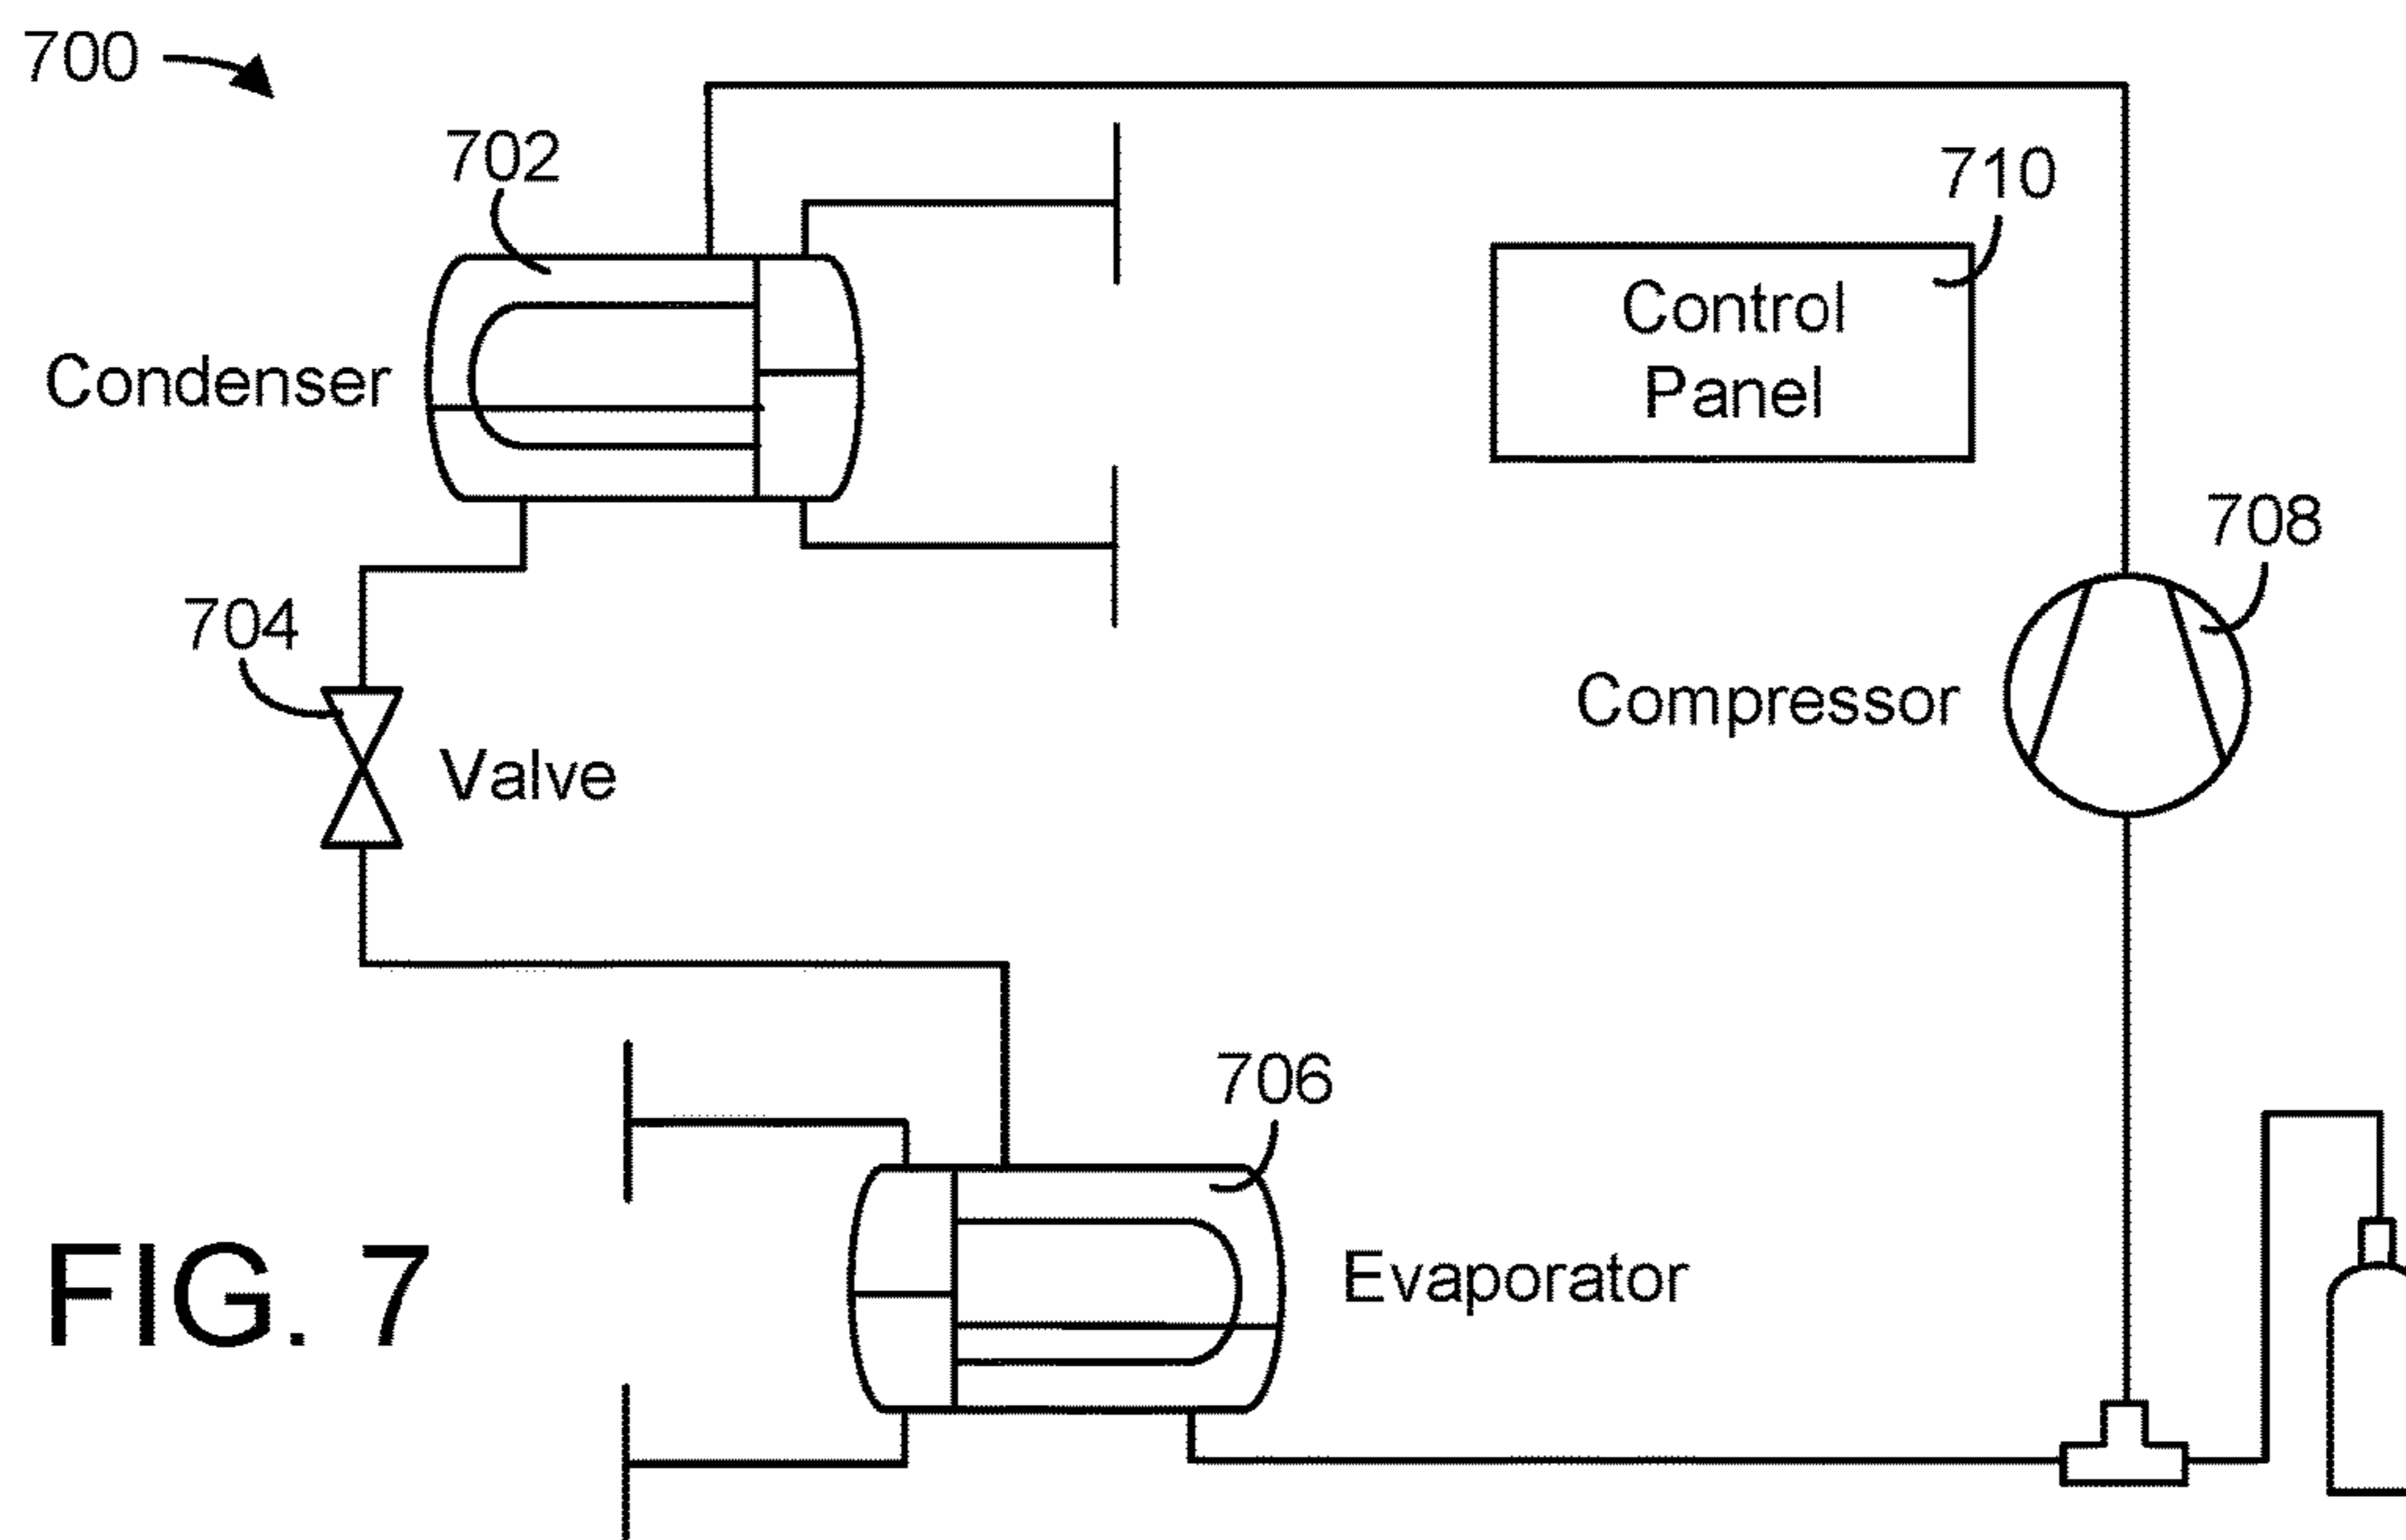 700
702
710
Control
Panel
Condenser
708
704
Compressor
Valve
706
Evaporator
FIG. 7